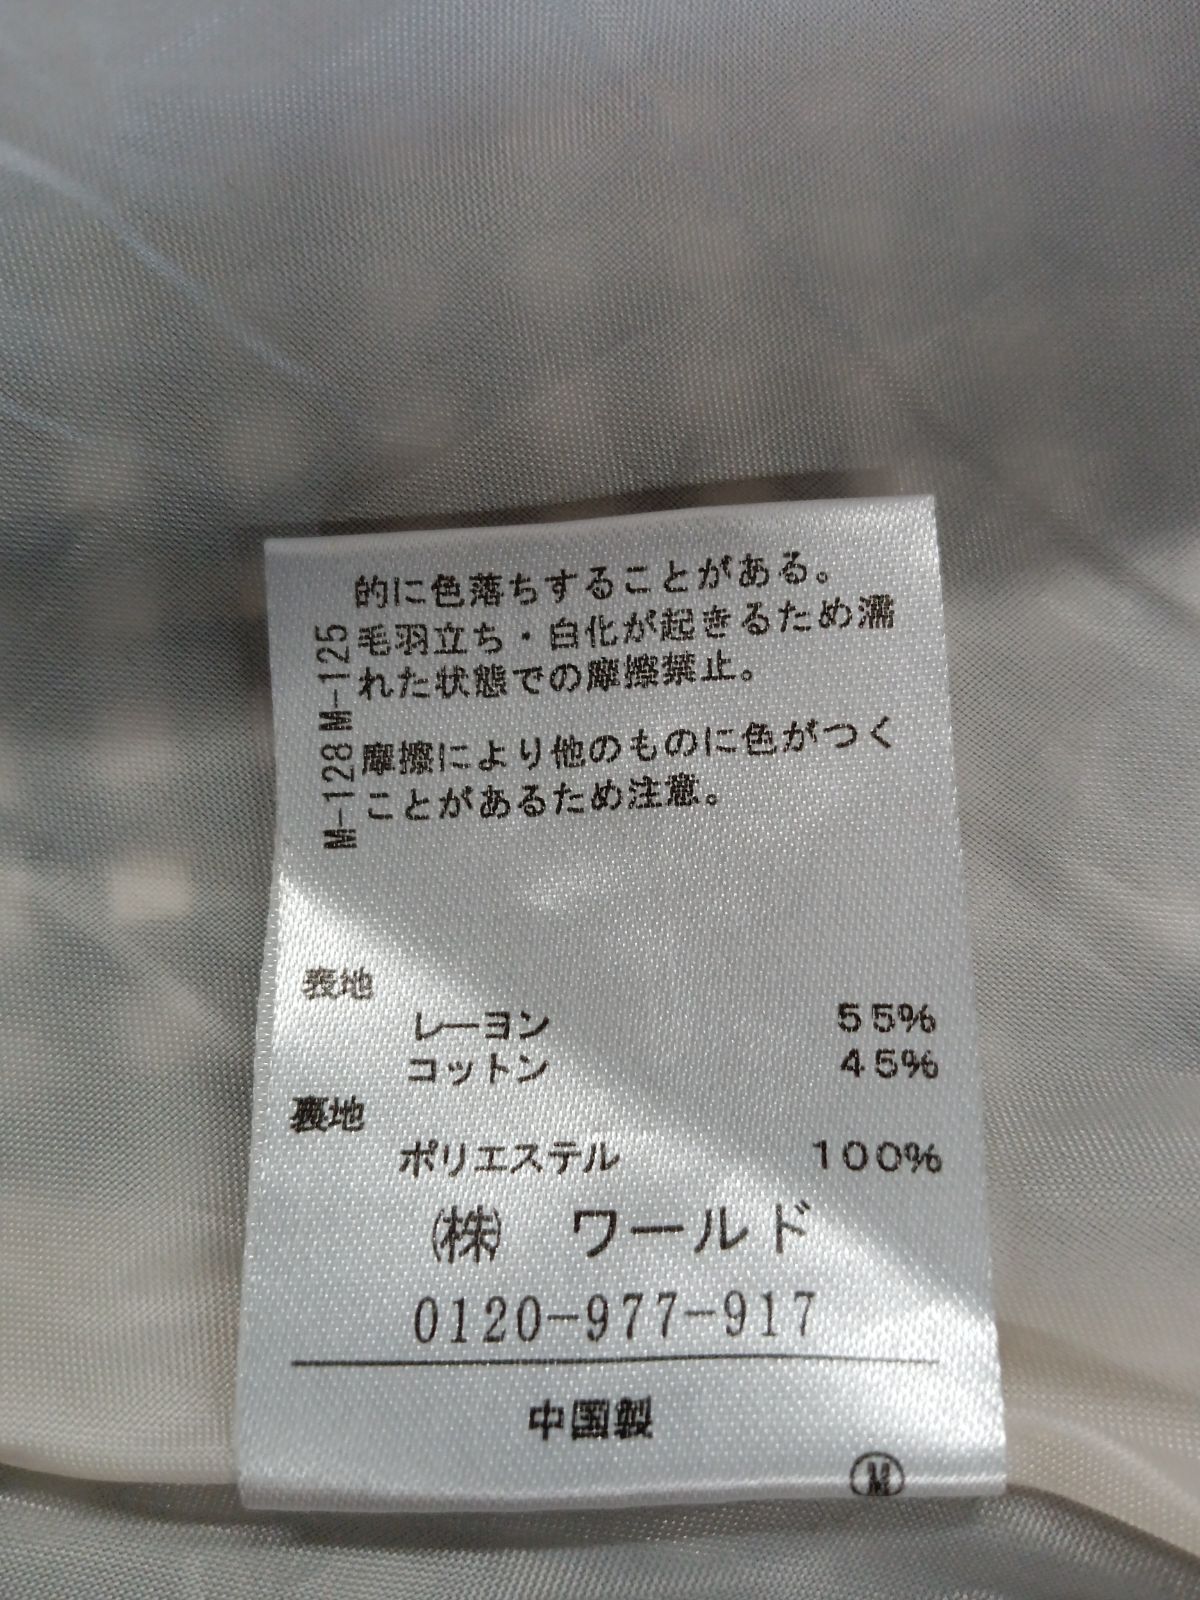 的に色落ちすることがある。
M-125
毛羽立ち・白化が起きるため濡
れた状態での摩擦禁止。
M-128
摩擦により他のものに色がつく
ことがあるため注意。
表地
レーヨン 55%
コットン 45%
裏地
ポリエステル 100%
㈱ ワールド
0120-977-917
中国製
Ⓜ